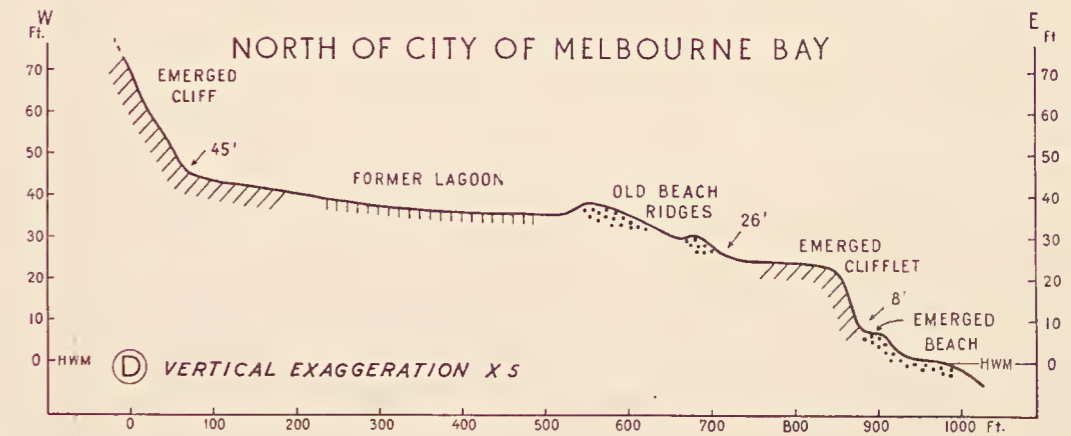 W
Ft.
E
Ft
NORTH OF CITY OF MELBOURNE BAY
70
60
50
40
30
20
10
0
HWM
EMERGED
CLIFF
45'
FORMER LAGOON
OLD BEACH
RIDGES
26'
EMERGED
CLIFFLET
8'
EMERGED
BEACH
HWM
70
60
50
40
30
20
10
0
D VERTICAL EXAGGERATION X 5
0 100 200 300 400 500 600 700 800 900 1000 Ft.